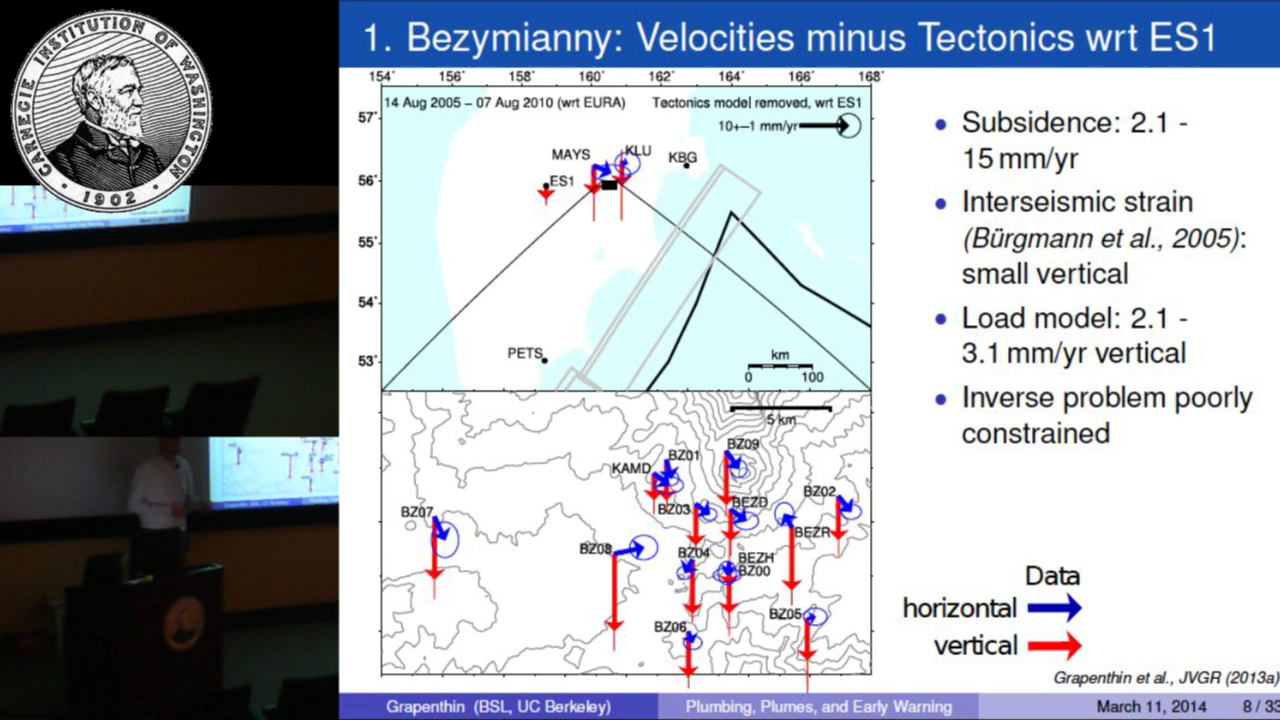 CARNEGIE INSTITUTION OF WASHINGTON
1902
1. Bezymianny: Velocities minus Tectonics wrt ES1
154° 156° 158° 160° 162° 164° 166° 168°
14 Aug 2005 – 07 Aug 2010 (wrt EURA) Tectonics model removed, wrt ES1
10+–1 mm/yr
57°
56°
55°
54°
53°
MAYS
KLU
KBG
ES1
PETS
km
0 100
5 km
BZ09
BZ01
KAMD
BZ02
BZ03
BEZD
BZ07
BEZR
BZ08
BZ04
BEZH
BZ00
BZ05
BZ06
• Subsidence: 2.1 -
15 mm/yr
• Interseismic strain
(Bürgmann et al., 2005):
small vertical
• Load model: 2.1 -
3.1 mm/yr vertical
• Inverse problem poorly
constrained
Data
horizontal
vertical
Grapenthin et al., JVGR (2013a)
Grapenthin (BSL, UC Berkeley) Plumbing, Plumes, and Early Warning March 11, 2014 8 / 33